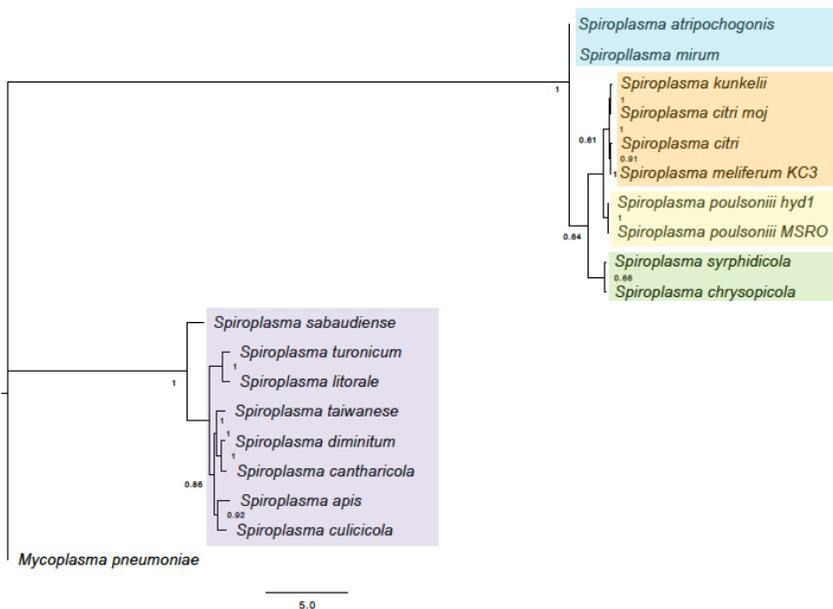 Spiroplasma atripochogonis
Spiropllasma mirum
Spiroplasma kunkelii
1
1
Spiroplasma citri moj
1
0.61
Spiroplasma citri
0.91
1
Spiroplasma meliferum KC3
Spiroplasma poulsoniii hyd1
1
Spiroplasma poulsoniii MSRO
0.64
Spiroplasma syrphidicola
0.66
Spiroplasma chrysopicola
Spiroplasma sabaudiense
Spiroplasma turonicum
1
1
Spiroplasma litorale
Spiroplasma taiwanese
1
1
Spiroplasma diminitum
1
Spiroplasma cantharicola
0.86
Spiroplasma apis
0.92
Spiroplasma culicicola
Mycoplasma pneumoniae
5.0